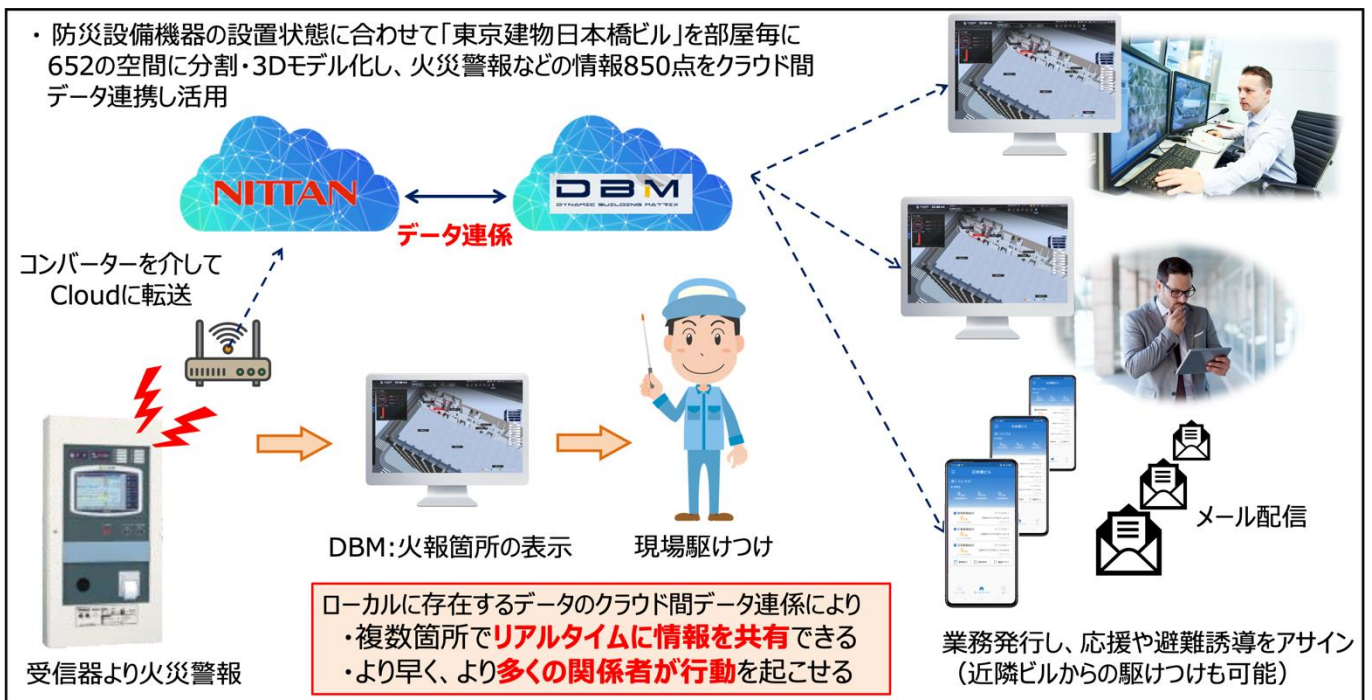 ・防災設備機器の設置状態に合わせて「東京建物日本橋ビル」を部屋毎に
652の空間に分割・3Dモデル化し、火災警報などの情報850点をクラウド間
データ連携し活用
NITTAN
DBM
DYNAMIC BUILDING MATRIX
データ連係
コンバーターを介して
Cloudに転送
DBM:火報箇所の表示
現場駆けつけ
受信器より火災警報
ローカルに存在するデータのクラウド間データ連係により
・複数箇所でリアルタイムに情報を共有できる
・より早く、より多くの関係者が行動を起こせる
メール配信
業務発行し、応援や避難誘導をアサイン
（近隣ビルからの駆けつけも可能）